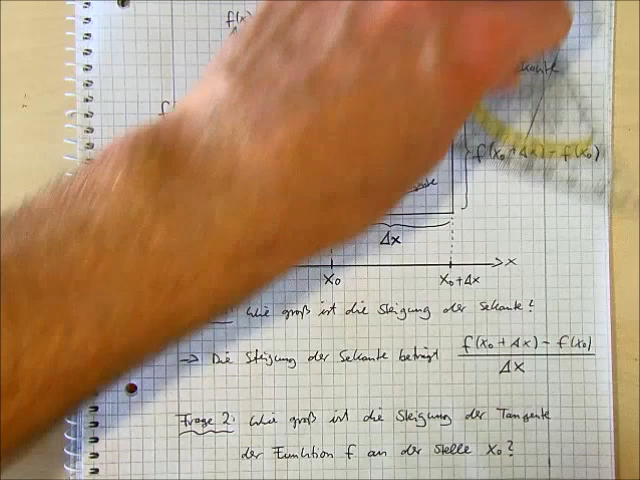 f(x)
f(x₀+Δx) - f(x₀)
Δx
x
x₀
x₀+Δx
Wie groß ist die Steigung der Sekante?
→ Die Steigung der Sekante beträgt f(x₀+Δx) - f(x₀) / Δx
Frage 2: Wie groß ist die Steigung der Tangente
der Funktion f an der Stelle x₀?